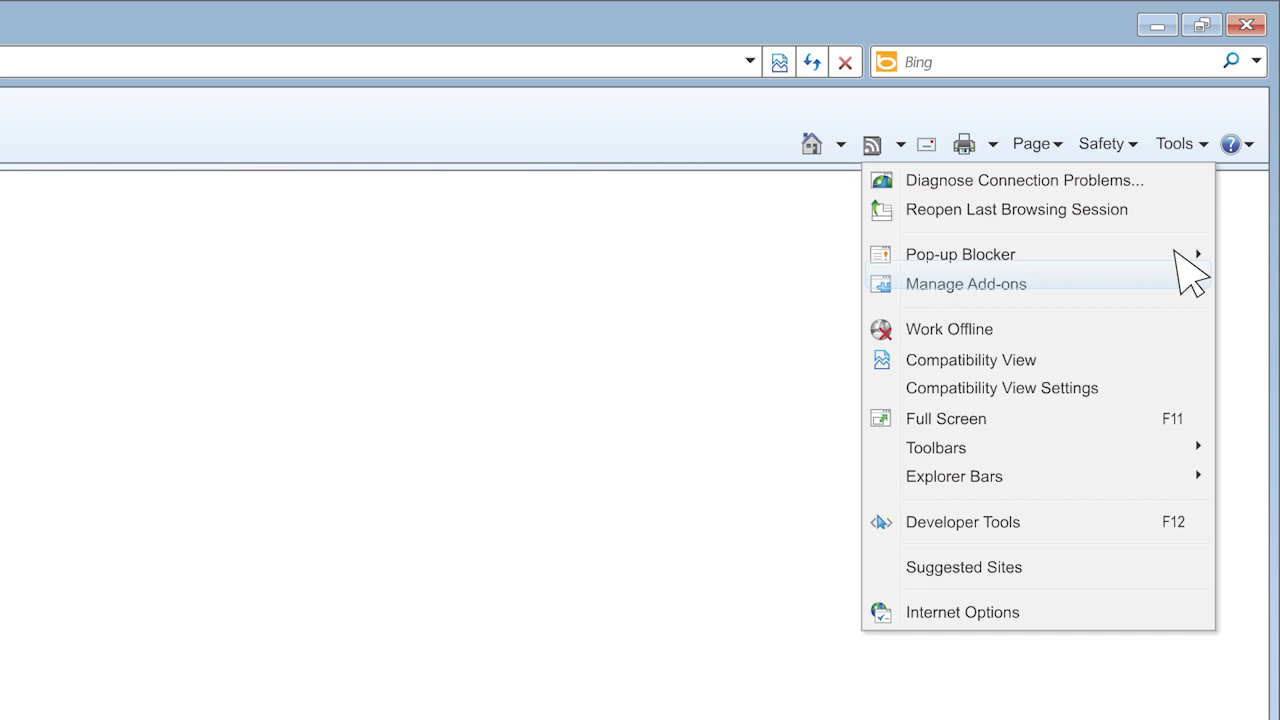 Bing
Page Safety Tools
Diagnose Connection Problems...
Reopen Last Browsing Session
Pop-up Blocker
Manage Add-ons
Work Offline
Compatibility View
Compatibility View Settings
Full Screen F11
Toolbars
Explorer Bars
Developer Tools F12
Suggested Sites
Internet Options